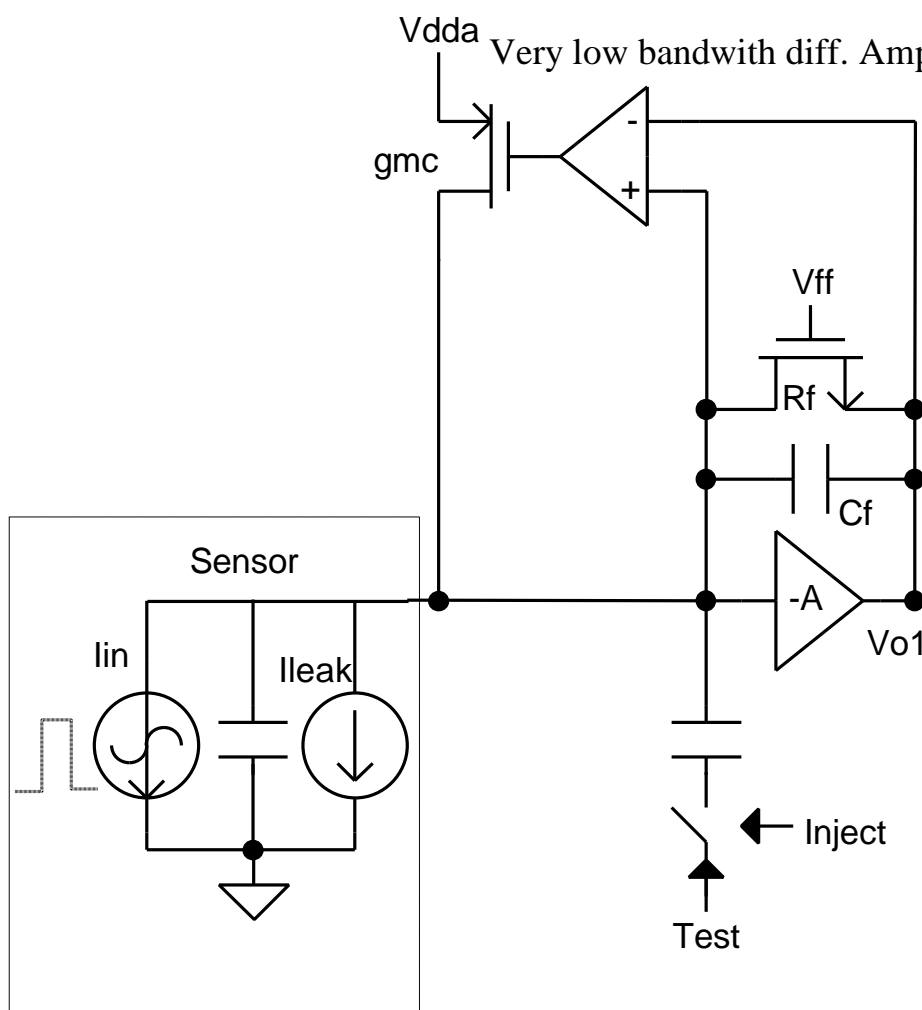 Vdda
Very low bandwith diff. Amp
-
gmc
+
Vff
Rf
Cf
Sensor
-A
Iin
Ileak
Vo1
Inject
Test